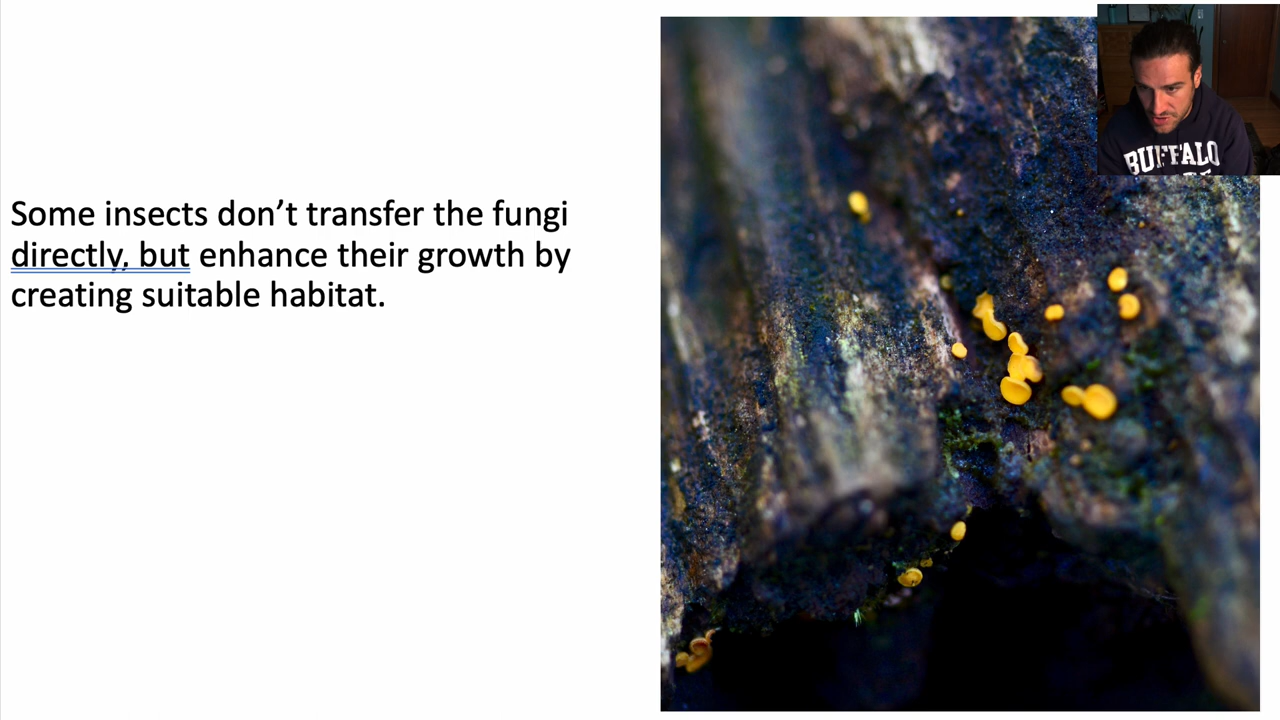 Some insects don’t transfer the fungi
directly, but enhance their growth by
creating suitable habitat.
BUFFALO